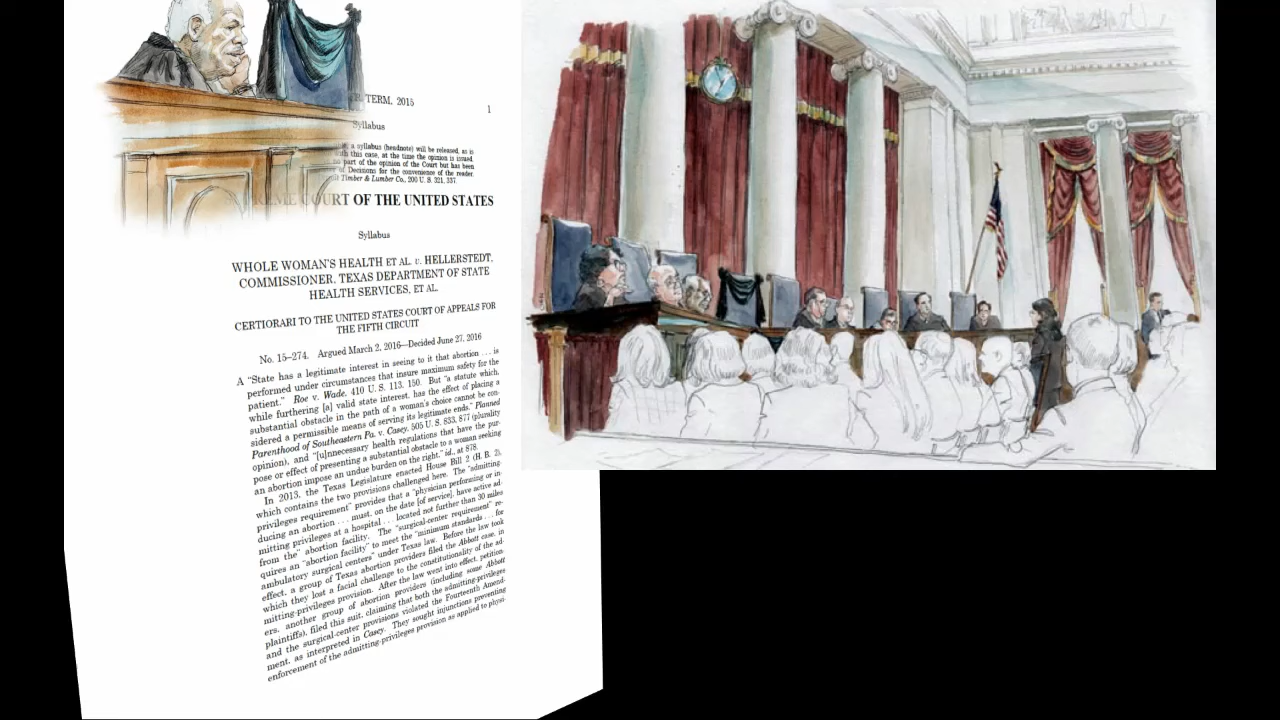 TERM, 2015
1
Syllabus
a syllabus (headnote) will be released, as is
this case, at the time the opinion is issued.
part of the opinion of the Court but has been
of Decisions for the convenience of the reader.
Timber & Lumber Co., 200 U. S. 321, 337.
SUPREME COURT OF THE UNITED STATES
Syllabus
WHOLE WOMAN'S HEALTH ET AL. v. HELLERSTEDT,
COMMISSIONER, TEXAS DEPARTMENT OF STATE
HEALTH SERVICES, ET AL.
CERTIORARI TO THE UNITED STATES COURT OF APPEALS FOR
THE FIFTH CIRCUIT
No. 15–274. Argued March 2, 2016—Decided June 27, 2016
A "State has a legitimate interest in seeing to it that abortion . . . is
performed under circumstances that insure maximum safety for the
patient." Roe v. Wade, 410 U. S. 113, 150. But "a statute which,
while furthering [a] valid state interest, has the effect of placing a
substantial obstacle in the path of a woman's choice cannot be con-
sidered a permissible means of serving its legitimate ends," Planned
Parenthood of Southeastern Pa. v. Casey, 505 U. S. 833, 877 (plurality
opinion), and "[u]nnecessary health regulations that have the pur-
pose or effect of presenting a substantial obstacle to a woman seeking
an abortion impose an undue burden on the right," id., at 878.
In 2013, the Texas Legislature enacted House Bill 2 (H. B. 2),
which contains the two provisions challenged here. The "admitting-
privileges requirement" provides that a "physician performing or in-
ducing an abortion . . . must, on the date [of service], have active ad-
mitting privileges at a hospital . . . located not further than 30 miles
from the" abortion facility. The "surgical-center requirement" re-
quires an "abortion facility" to meet the "minimum standards . . . for
ambulatory surgical centers" under Texas law. Before the law took
effect, a group of Texas abortion providers filed the Abbott case, in
which they lost a facial challenge to the constitutionality of the ad-
mitting-privileges provision. After the law went into effect, petition-
ers, another group of abortion providers (including some Abbott
plaintiffs), filed this suit, claiming that both the admitting-privileges
and the surgical-center provisions violated the Fourteenth Amend-
ment, as interpreted in Casey. They sought injunctions preventing
enforcement of the admitting-privileges provision as applied to physi-